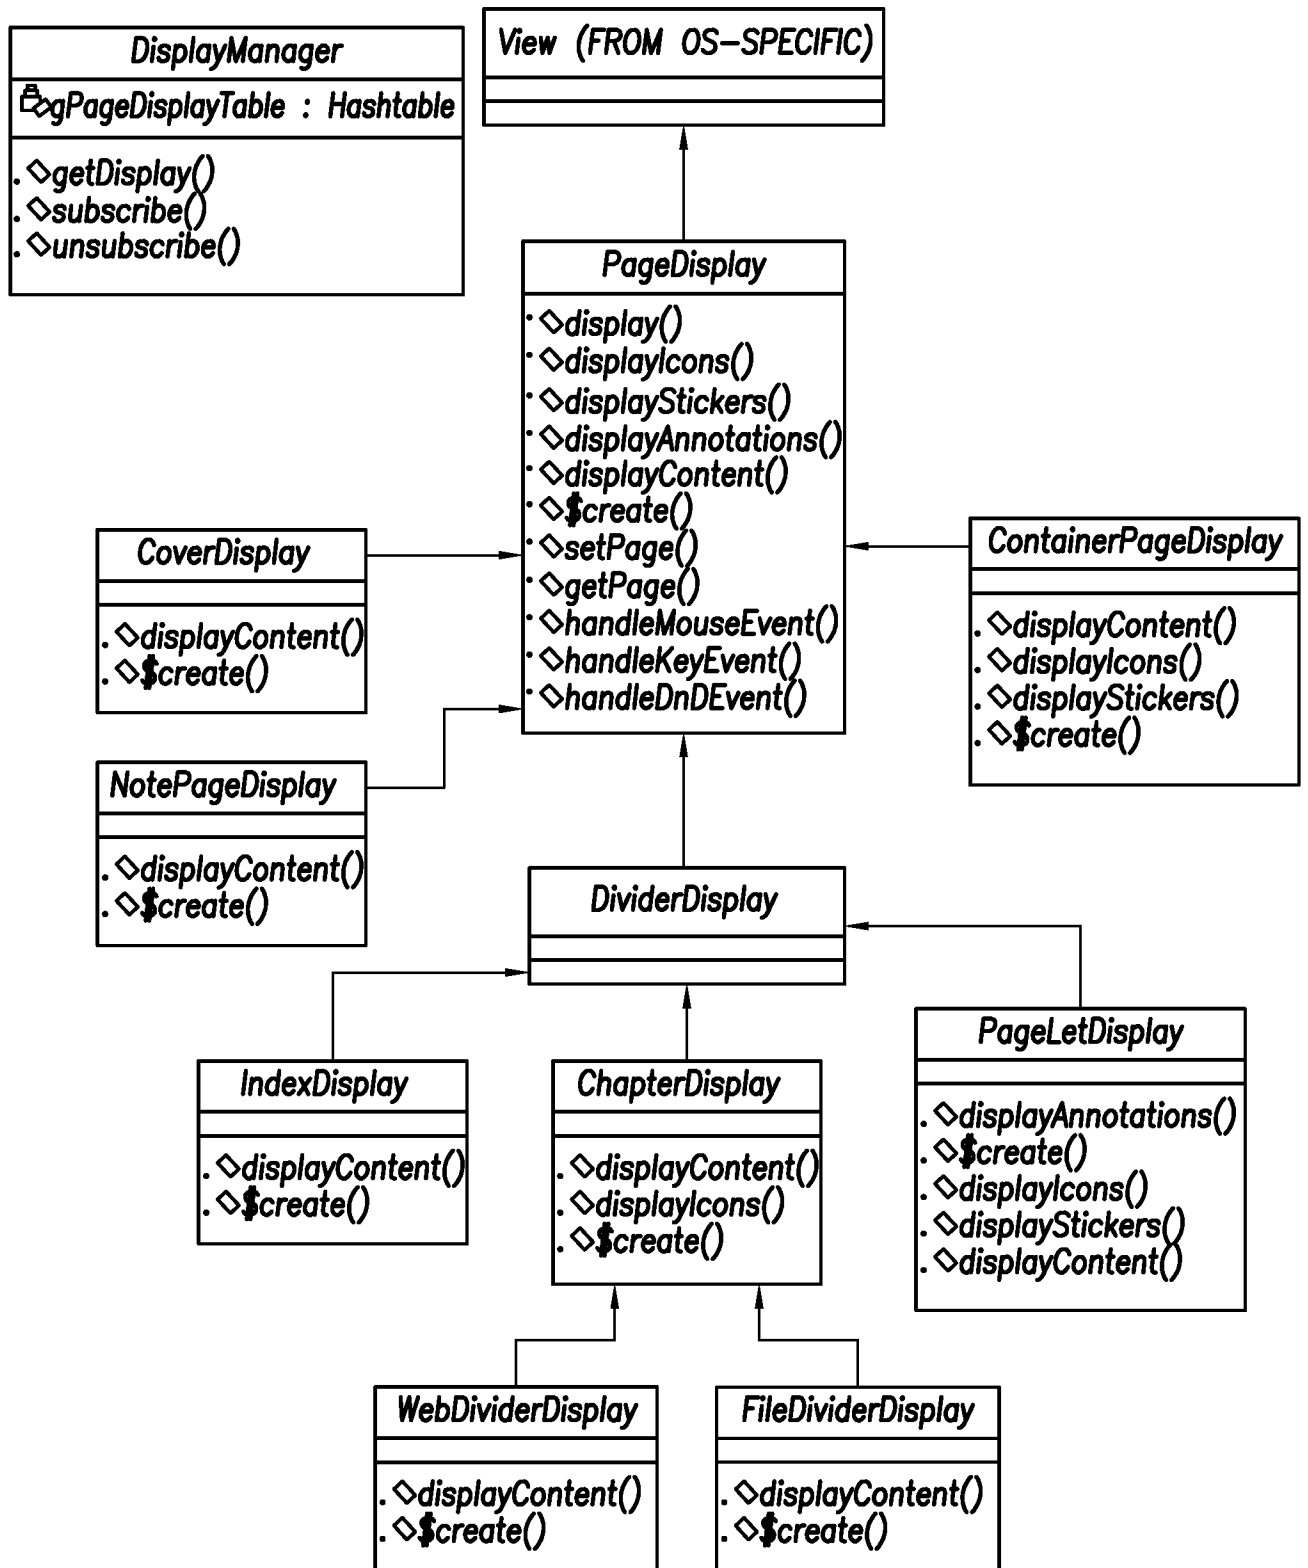 DisplayManager
gPageDisplayTable : Hashtable
getDisplay()
subscribe()
unsubscribe()
View (FROM OS-SPECIFIC)
PageDisplay
display()
displayIcons()
displayStickers()
displayAnnotations()
displayContent()
$create()
setPage()
getPage()
handleMouseEvent()
handleKeyEvent()
handleDnDEvent()
CoverDisplay
displayContent()
$create()
ContainerPageDisplay
displayContent()
displayIcons()
displayStickers()
$create()
NotePageDisplay
displayContent()
$create()
DividerDisplay
IndexDisplay
displayContent()
$create()
ChapterDisplay
displayContent()
displayIcons()
$create()
PageLetDisplay
displayAnnotations()
$create()
displayIcons()
displayStickers()
displayContent()
WebDividerDisplay
displayContent()
$create()
FileDividerDisplay
displayContent()
$create()